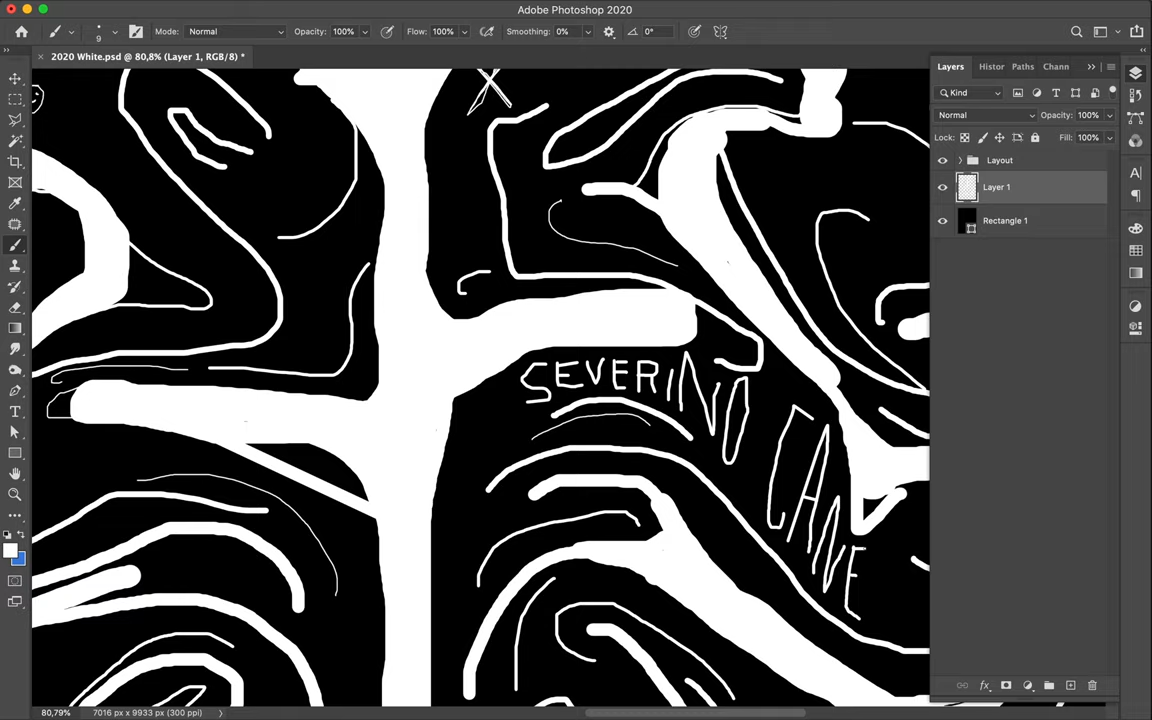 Adobe Photoshop 2020
9
Mode: Normal
Opacity: 100%
Flow: 100%
Smoothing: 0%
0°
2020 White.psd @ 80,8% (Layer 1, RGB/8) *
Layers
Histor
Paths
Chann
Kind
Normal
Opacity: 100%
Lock:
Fill: 100%
Layout
Layer 1
Rectangle 1
SEVERINO
CANE
80,79%
7016 px x 9933 px (300 ppi)